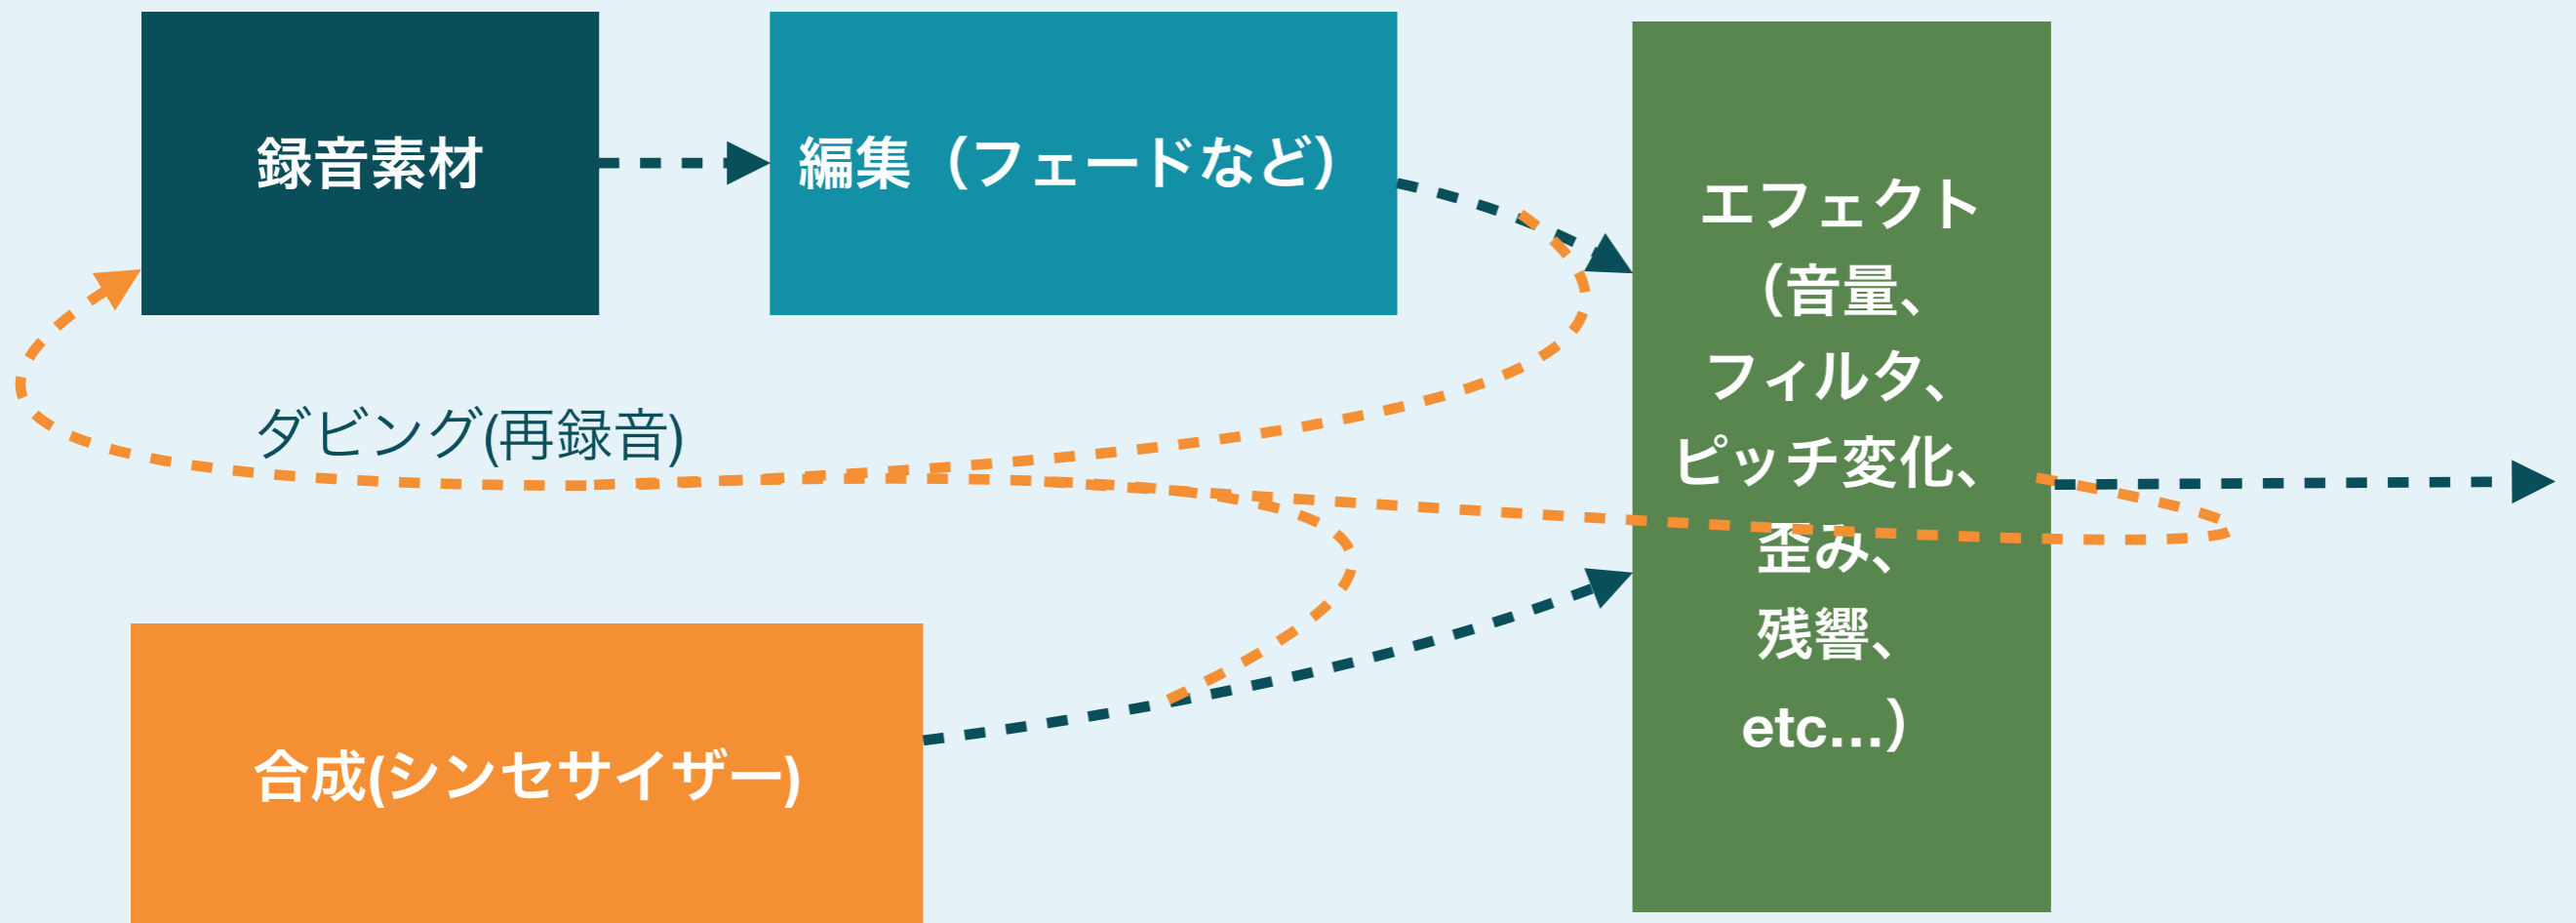 録音素材
編集（フェードなど）
エフェクト
（音量、
フィルタ、
ピッチ変化、
歪み、
残響、
etc...）
ダビング(再録音)
合成(シンセサイザー)